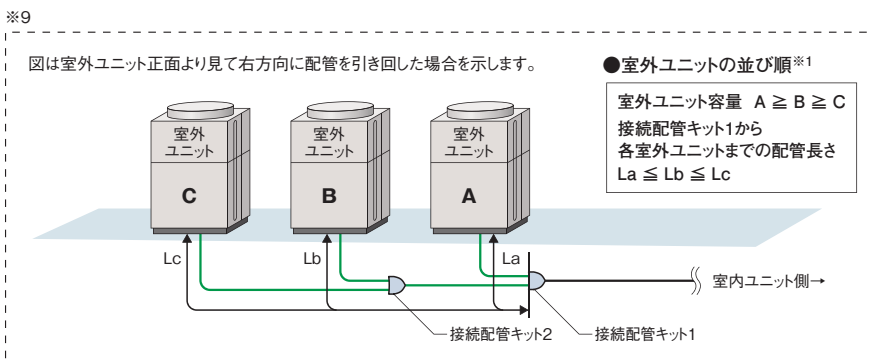 ※9
図は室外ユニット正面より見て右方向に配管を引き回した場合を示します。
●室外ユニットの並び順※1
室外ユニット容量 A ≧ B ≧ C
接続配管キット1から
各室外ユニットまでの配管長さ
La ≦ Lb ≦ Lc
室外
ユニット
C
室外
ユニット
B
室外
ユニット
A
Lc
Lb
La
室内ユニット側→
接続配管キット2
接続配管キット1